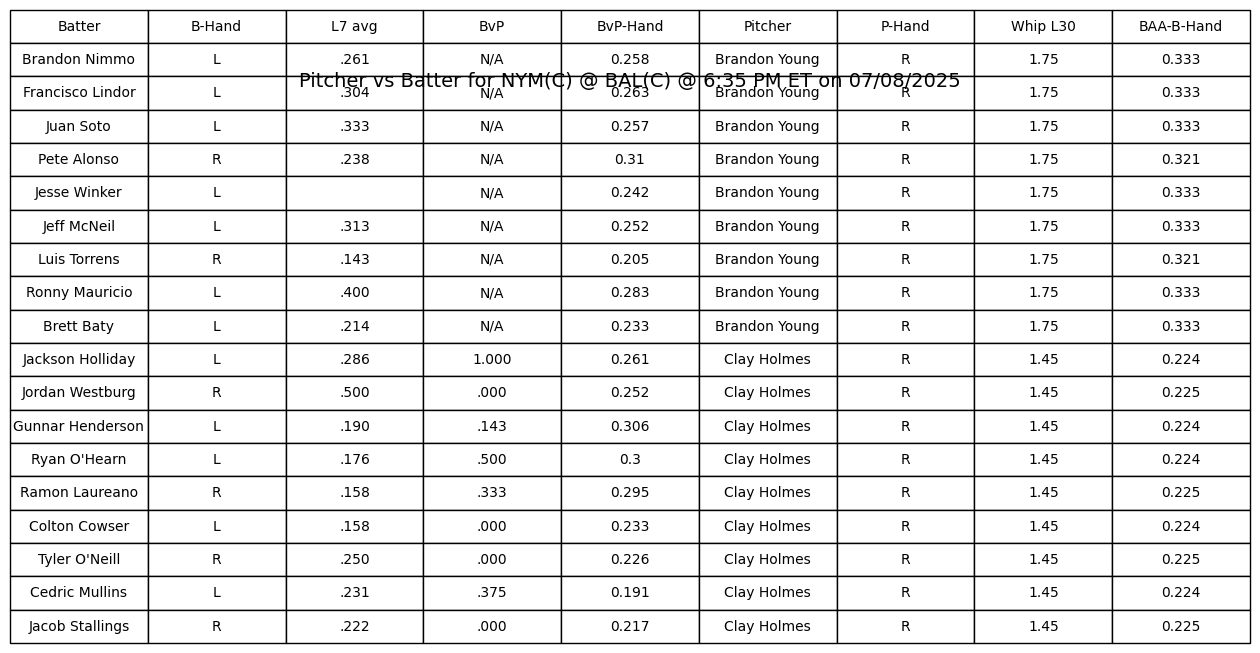 Batter B-Hand L7 avg BvP BvP-Hand Pitcher P-Hand Whip L30 BAA-B-Hand
Brandon Nimmo L .261 N/A 0.258 Brandon Young R 1.75 0.333
Pitcher vs Batter for NYM(C) @ BAL(C) @ 6:35 PM ET on 07/08/2025
Francisco Lindor L .304 N/A 0.263 Brandon Young R 1.75 0.333
Juan Soto L .333 N/A 0.257 Brandon Young R 1.75 0.333
Pete Alonso R .238 N/A 0.31 Brandon Young R 1.75 0.321
Jesse Winker L N/A 0.242 Brandon Young R 1.75 0.333
Jeff McNeil L .313 N/A 0.252 Brandon Young R 1.75 0.333
Luis Torrens R .143 N/A 0.205 Brandon Young R 1.75 0.321
Ronny Mauricio L .400 N/A 0.283 Brandon Young R 1.75 0.333
Brett Baty L .214 N/A 0.233 Brandon Young R 1.75 0.333
Jackson Holliday L .286 1.000 0.261 Clay Holmes R 1.45 0.224
Jordan Westburg R .500 .000 0.252 Clay Holmes R 1.45 0.225
Gunnar Henderson L .190 .143 0.306 Clay Holmes R 1.45 0.224
Ryan O'Hearn L .176 .500 0.3 Clay Holmes R 1.45 0.224
Ramon Laureano R .158 .333 0.295 Clay Holmes R 1.45 0.225
Colton Cowser L .158 .000 0.233 Clay Holmes R 1.45 0.224
Tyler O'Neill R .250 .000 0.226 Clay Holmes R 1.45 0.225
Cedric Mullins L .231 .375 0.191 Clay Holmes R 1.45 0.224
Jacob Stallings R .222 .000 0.217 Clay Holmes R 1.45 0.225